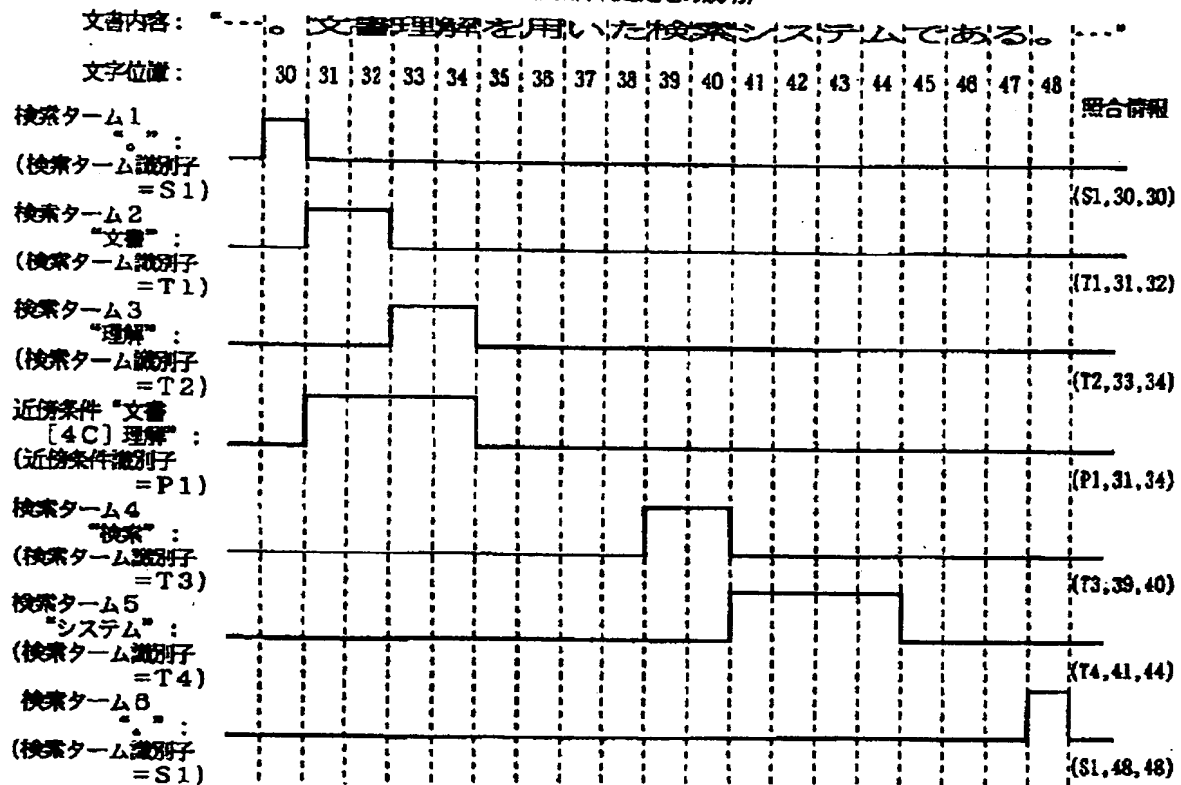 文書内容： “---。文書理解を用いた検索システムである。---”
文字位置： 30 31 32 33 34 35 36 37 38 39 40 41 42 43 44 45 46 47 48
照合情報
検索ターム1
“。”：
(検索ターム識別子
=S1)
(S1,30,30)
検索ターム2
“文書”：
(検索ターム識別子
=T1)
(T1,31,32)
検索ターム3
“理解”：
(検索ターム識別子
=T2)
(T2,33,34)
近傍条件“文書
[4C]理解”：
(近傍条件識別子
=P1)
(P1,31,34)
検索ターム4
“検索”：
(検索ターム識別子
=T3)
(T3,39,40)
検索ターム5
“システム”：
(検索ターム識別子
=T4)
(T4,41,44)
検索ターム6
“。”：
(検索ターム識別子
=S1)
(S1,48,48)